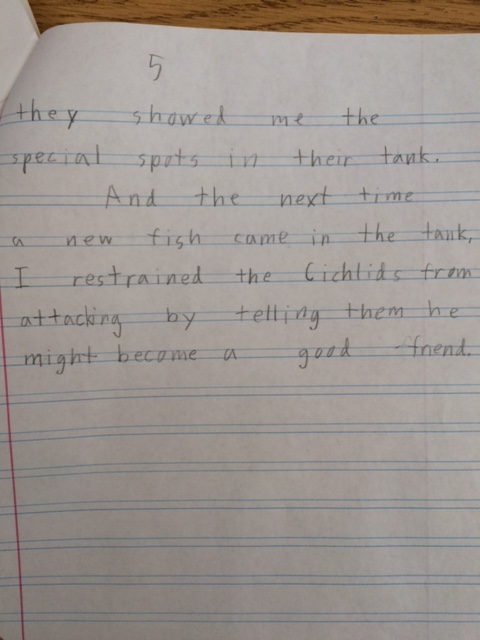 5
they showed me the
special spots in their tank.
And the next time
a new fish came in the tank,
I restrained the Cichlids from
attacking by telling them he
might become a good friend.